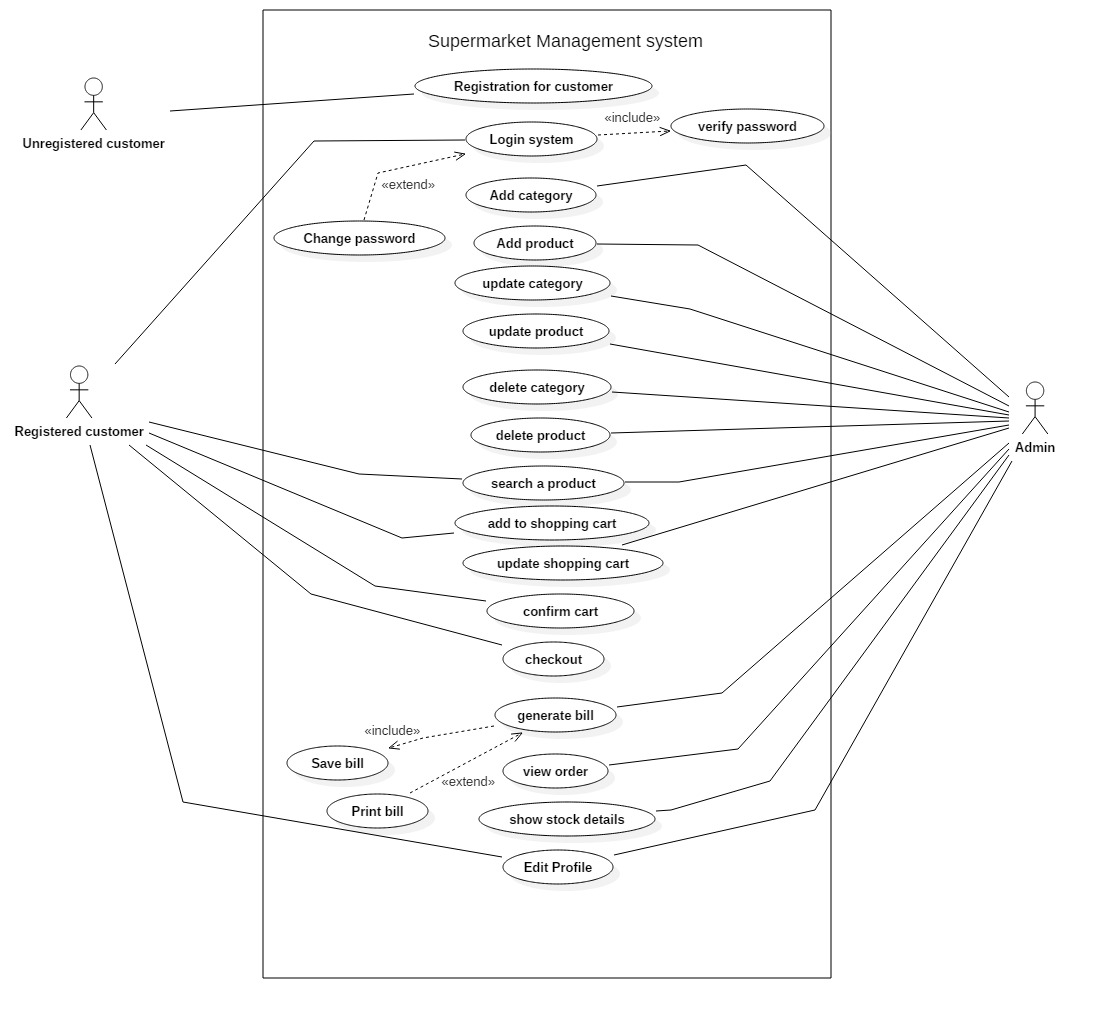 Supermarket Management system
Registration for customer
Unregistered customer
«include»
verify password
Login system
«extend»
Add category
Change password
Add product
update category
update product
delete category
Registered customer
delete product
Admin
search a product
add to shopping cart
update shopping cart
confirm cart
checkout
generate bill
«include»
Save bill
view order
«extend»
Print bill
show stock details
Edit Profile